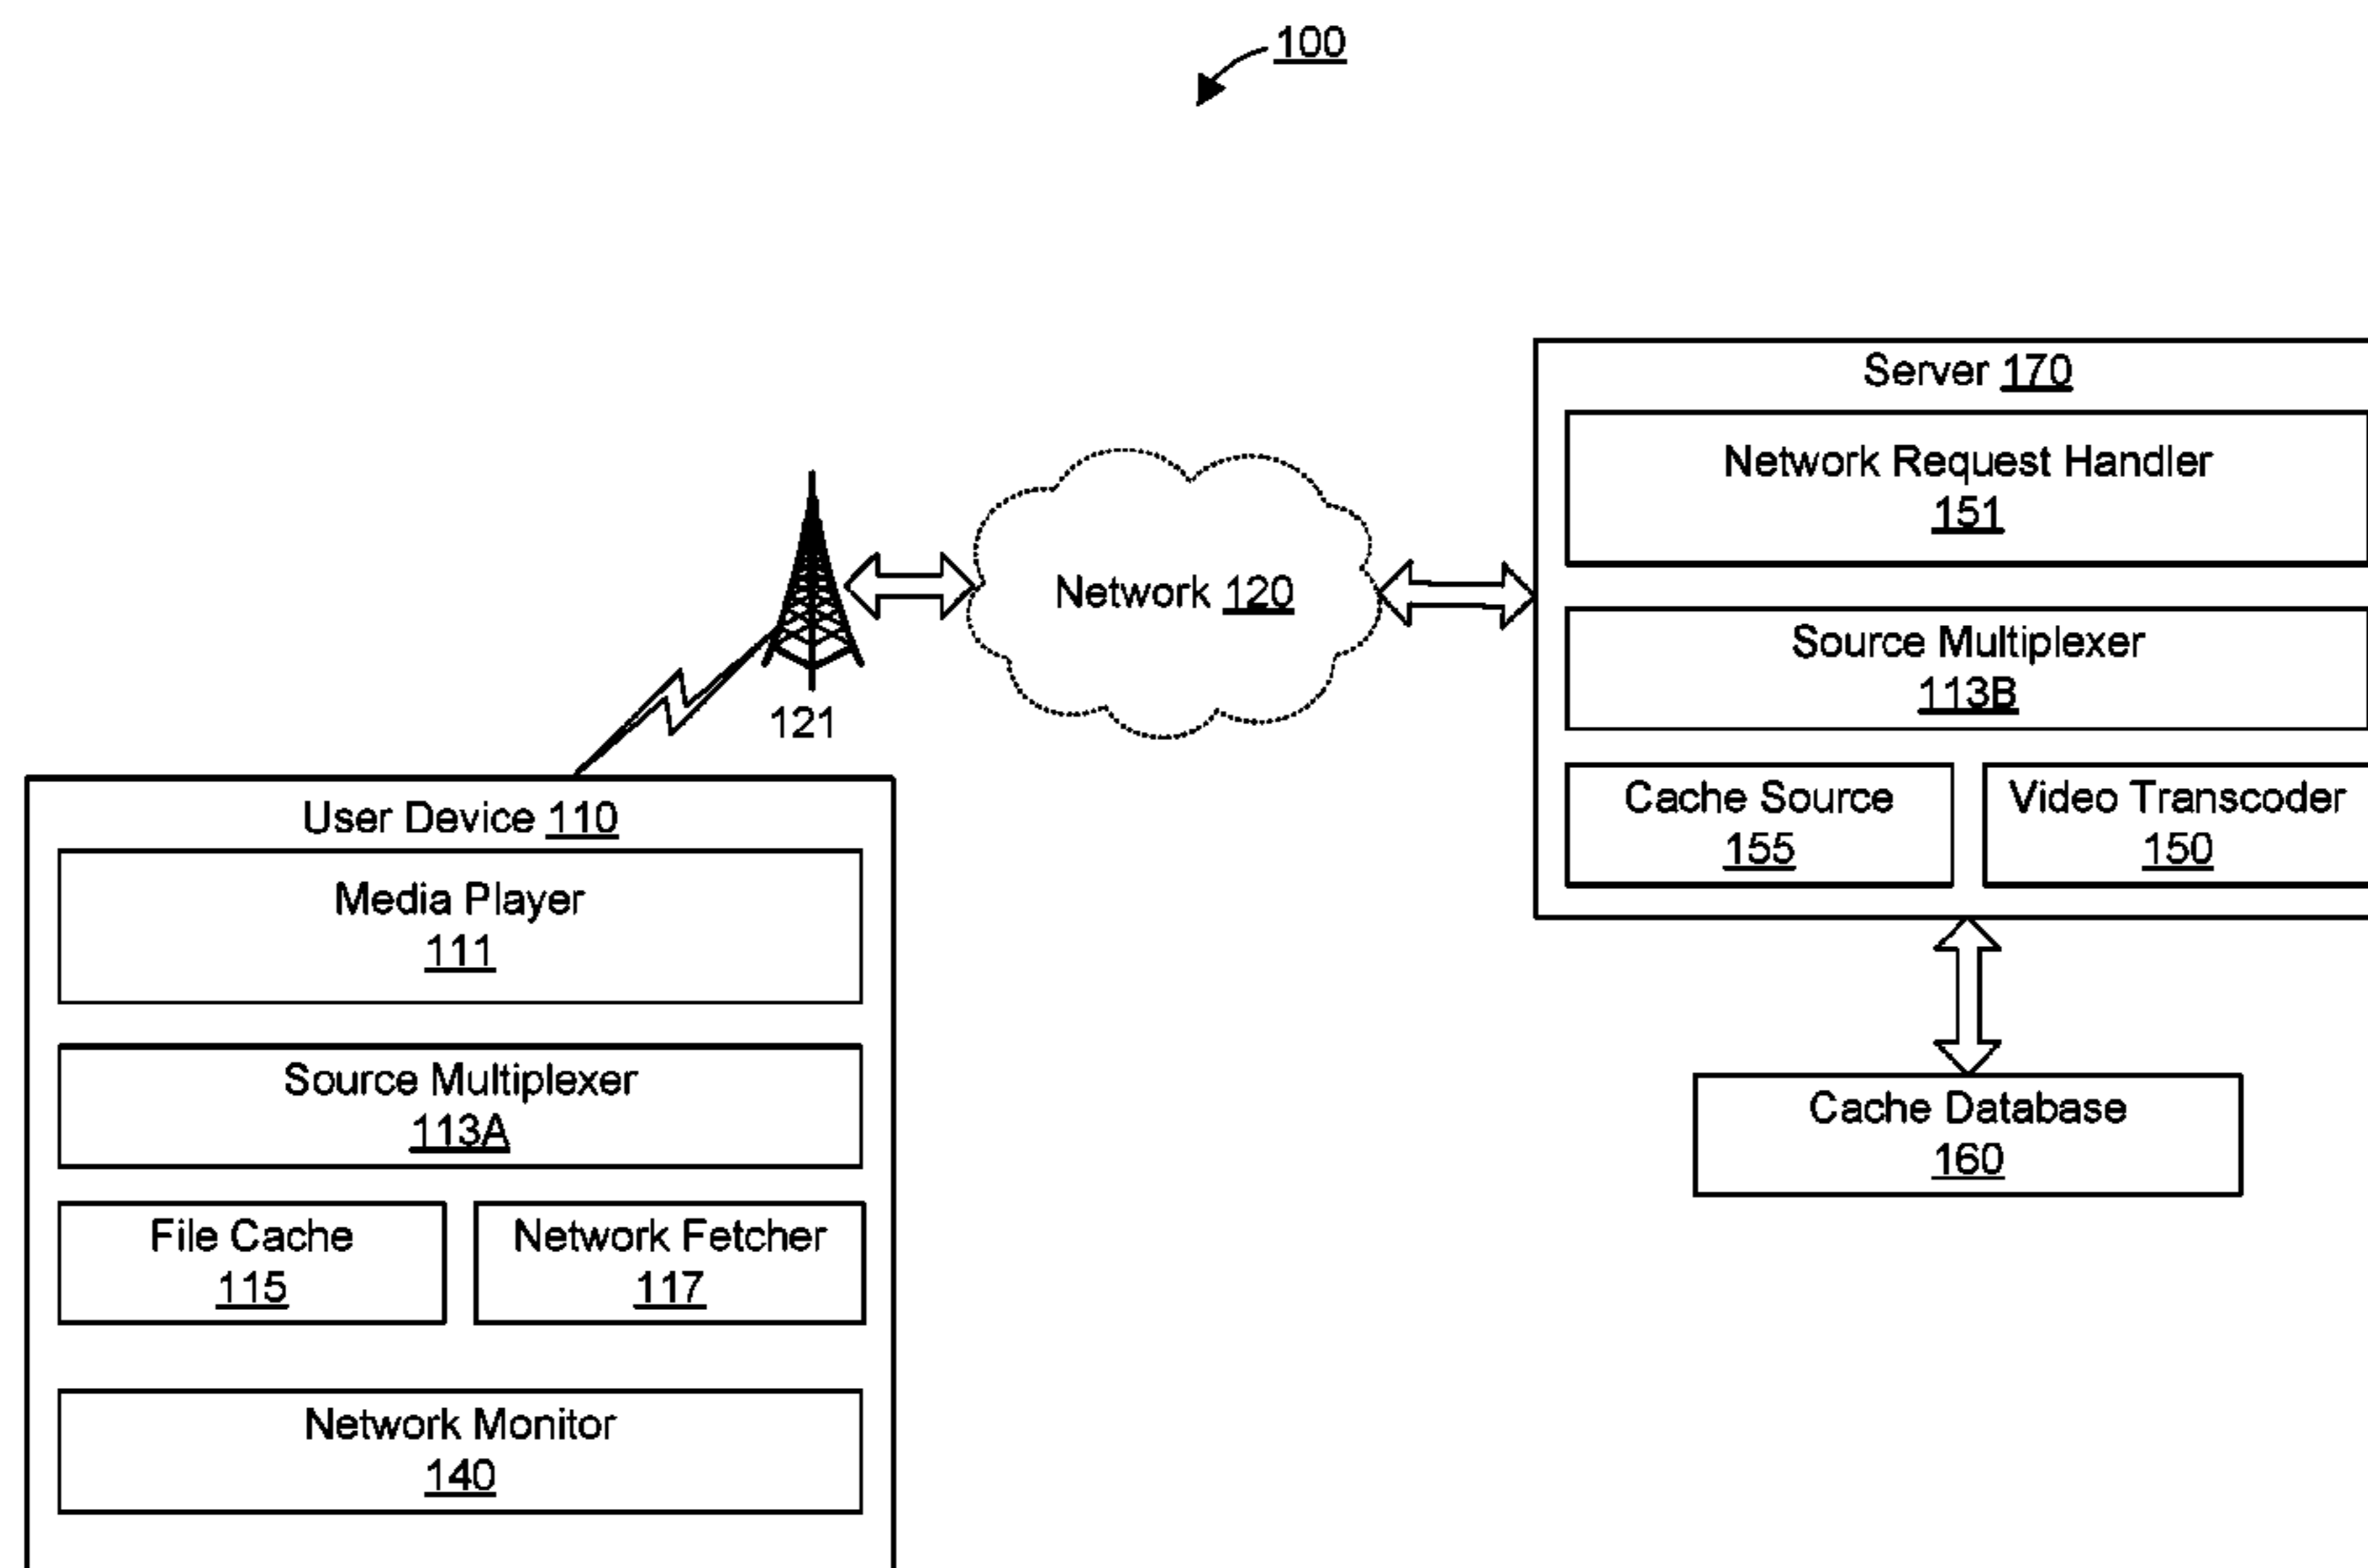 100
Server 170
Network Request Handler
151
Network 120
Source Multiplexer
113B
121
Cache Source
155
Video Transcoder
150
User Device 110
Media Player
111
Source Multiplexer
113A
Cache Database
160
File Cache
115
Network Fetcher
117
Network Monitor
140